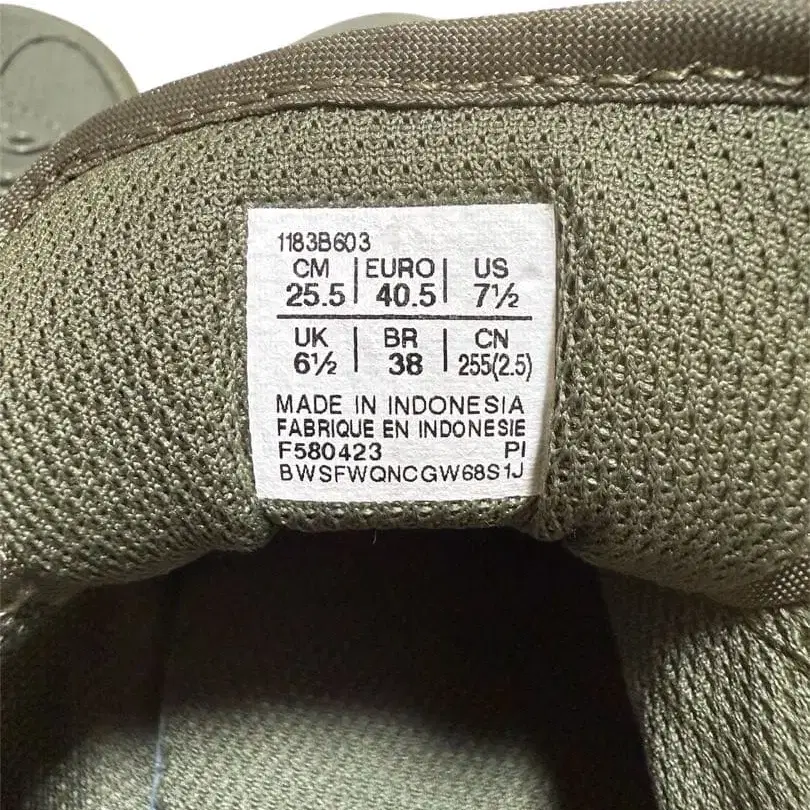 1183B603
CM | EURO | US
25.5 | 40.5 | 7½
UK | BR | CN
6½ | 38 | 255(2.5)
MADE IN INDONESIA
FABRIQUE EN INDONESIE
F580423 PI
BWSFWQNCGW68S1J